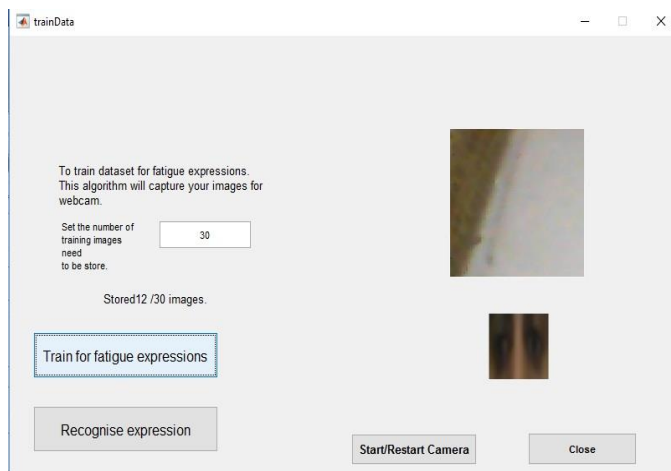 trainData
To train dataset for fatigue expressions.
This algorithm will capture your images for
webcam.
Set the number of
training images
need
to be store.
30
Stored12 /30 images.
Train for fatigue expressions
Recognise expression
Start/Restart Camera
Close